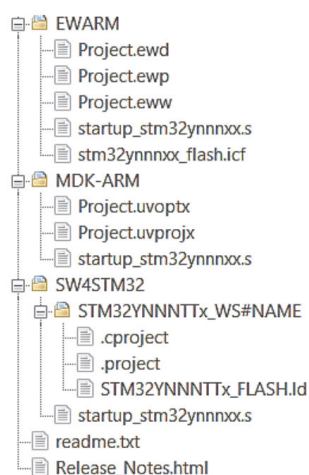 EWARM
Project.ewd
Project.ewp
Project.eww
startup_stm32ynnnxx.s
stm32ynnnxx_flash.icf
MDK-ARM
Project.uvoptx
Project.uvprojx
startup_stm32ynnnxx.s
SW4STM32
STM32YNNNTTx_WS#NAME
.cproject
.project
STM32YNNNTTx_FLASH.ld
startup_stm32ynnnxx.s
readme.txt
Release_Notes.html